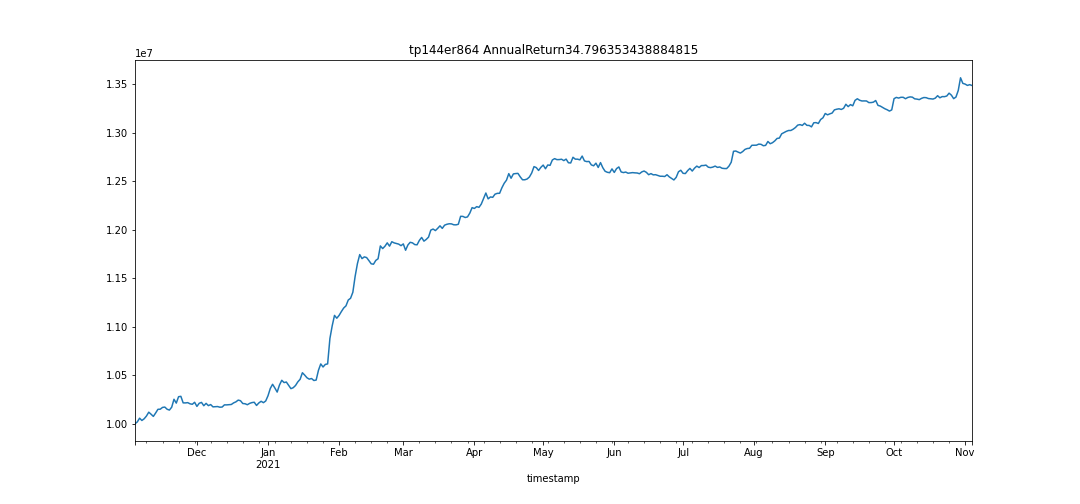 tp144er864 AnnualReturn34.796353438884815
1e7
1.35
1.30
1.25
1.20
1.15
1.10
1.05
1.00
Dec Jan Feb Mar Apr May Jun Jul Aug Sep Oct Nov
2021
timestamp